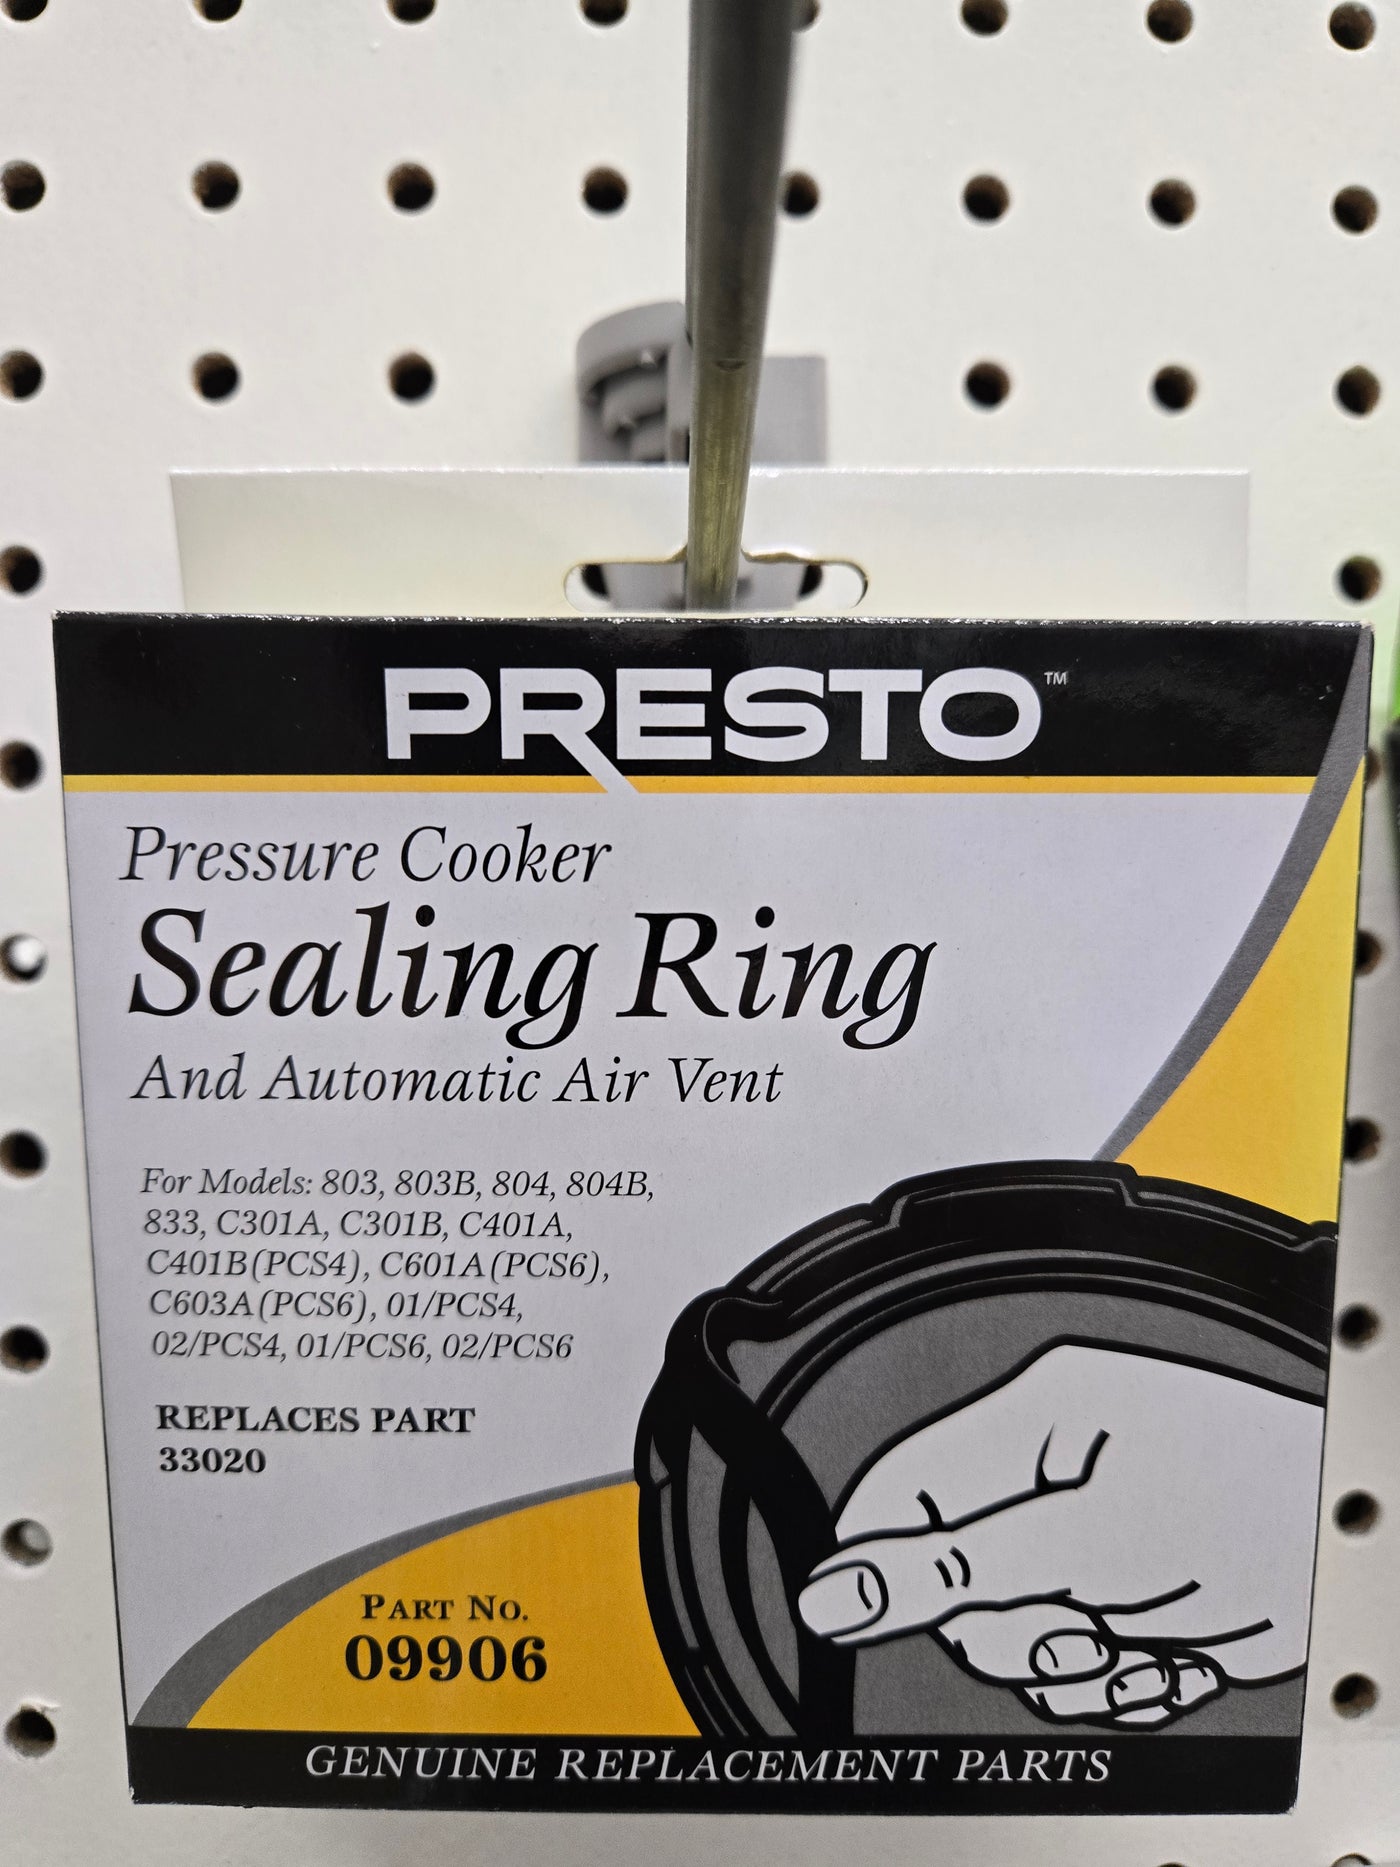 PRESTO™
Pressure Cooker
Sealing Ring
And Automatic Air Vent
For Models: 803, 803B, 804, 804B,
833, C301A, C301B, C401A,
C401B(PCS4), C601A(PCS6),
C603A(PCS6), 01/PCS4,
02/PCS4, 01/PCS6, 02/PCS6
REPLACES PART
33020
PART NO.
09906
GENUINE REPLACEMENT PARTS